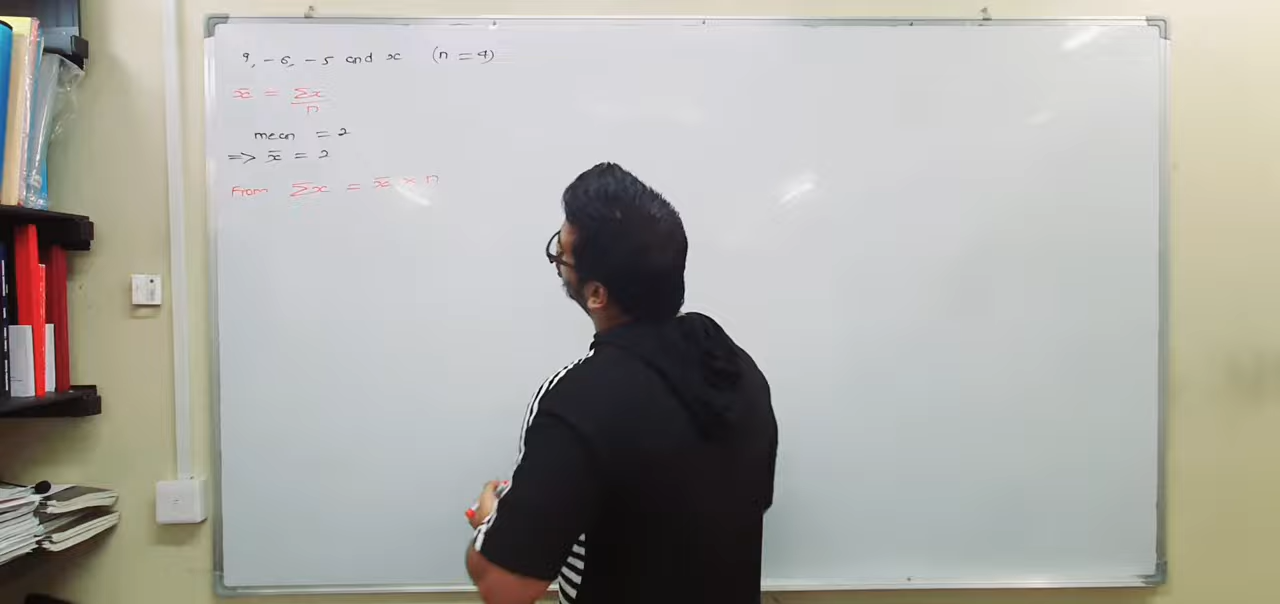 9, -6, -5 and x (n = 4)
x̄ = Σx/n
mean = 2
=> x̄ = 2
From Σx = x̄ × n